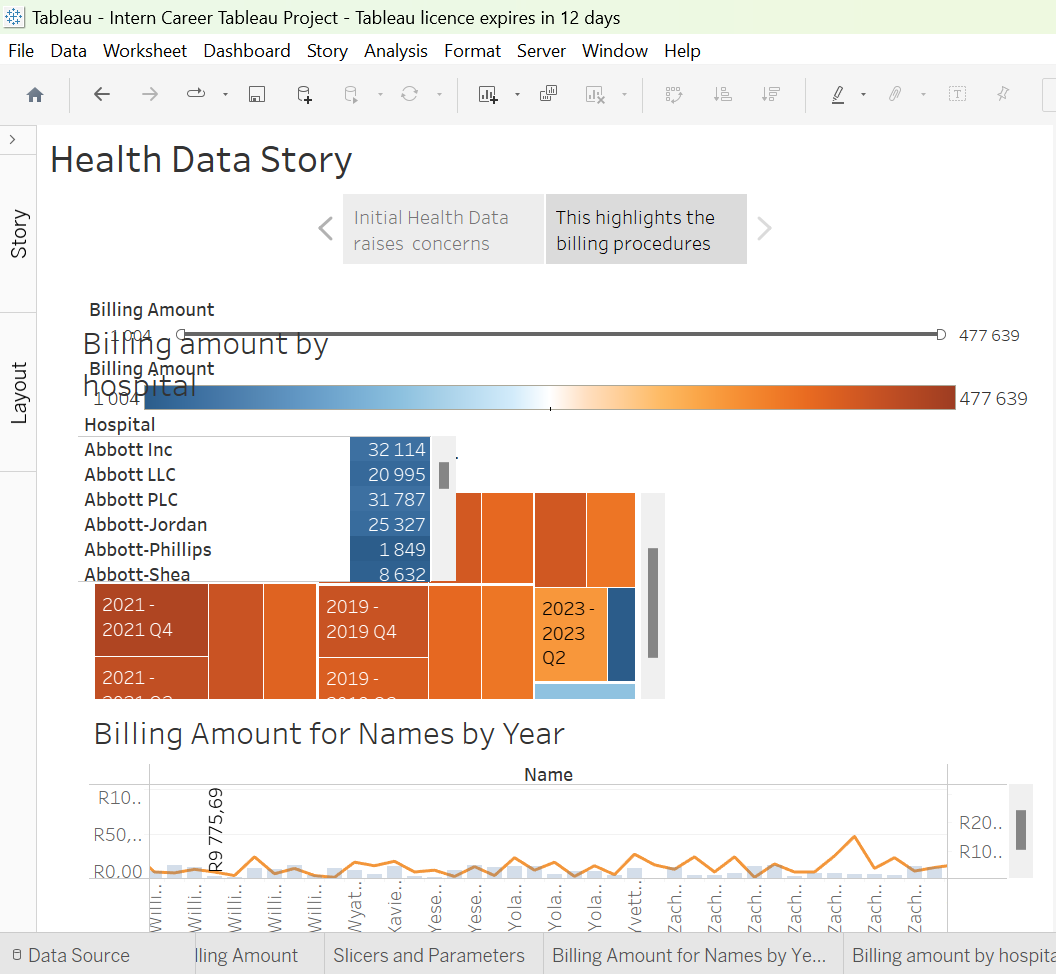 Tableau - Intern Career Tableau Project - Tableau licence expires in 12 days
File Data Worksheet Dashboard Story Analysis Format Server Window Help
Story
Layout
Health Data Story
Initial Health Data
raises concerns
This highlights the
billing procedures
Billing Amount
1 004
477 639
Billing amount by
hospital
Billing Amount
1 004
477 639
Hospital
Abbott Inc 32 114
Abbott LLC 20 995
Abbott PLC 31 787
Abbott-Jordan 25 327
Abbott-Phillips 1 849
Abbott-Shea 8 632
2021 -
2021 Q4
2021 -
2019 -
2019 Q4
2019 -
2023 -
2023
Q2
Billing Amount for Names by Year
Name
R10..
R50,..
R0.00
R9 775,69
R20..
R10..
Willi..
Willi..
Willi..
Willi..
Willi..
Wyat..
Xavie..
Yese..
Yese..
Yola..
Yola..
Yola..
Yvett..
Zach..
Zach..
Zach..
Zach..
Zach..
Zach..
Zach..
Data Source
lling Amount
Slicers and Parameters
Billing Amount for Names by Ye...
Billing amount by hospita